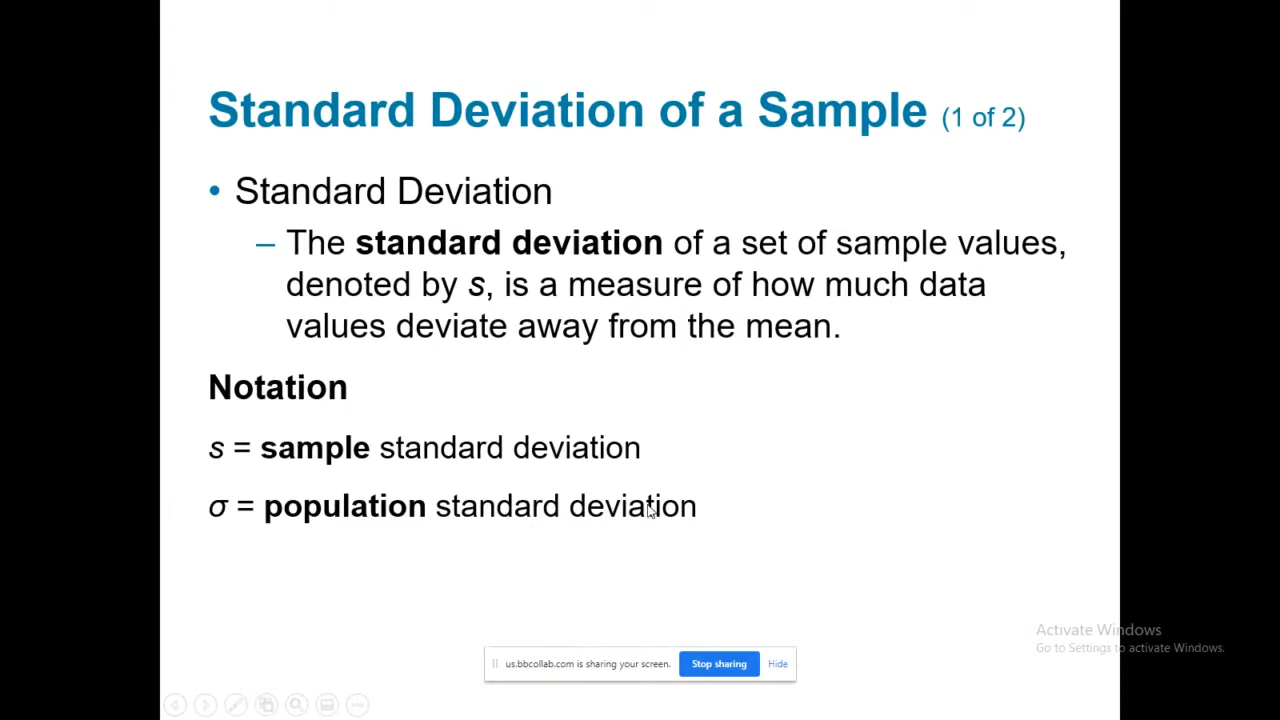 Standard Deviation of a Sample (1 of 2)
• Standard Deviation
– The standard deviation of a set of sample values,
denoted by s, is a measure of how much data
values deviate away from the mean.
Notation
s = sample standard deviation
σ = population standard deviation
Activate Windows
Go to Settings to activate Windows.
us.bbcollab.com is sharing your screen. Stop sharing Hide